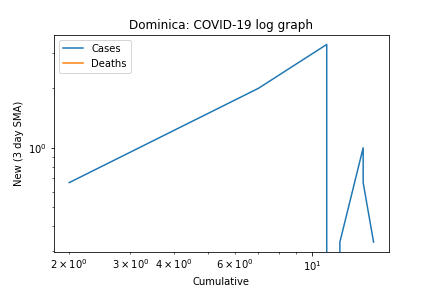 Dominica: COVID-19 log graph
Cases
Deaths
New (3 day SMA)
10⁰
2 × 10⁰
3 × 10⁰
4 × 10⁰
6 × 10⁰
10¹
Cumulative